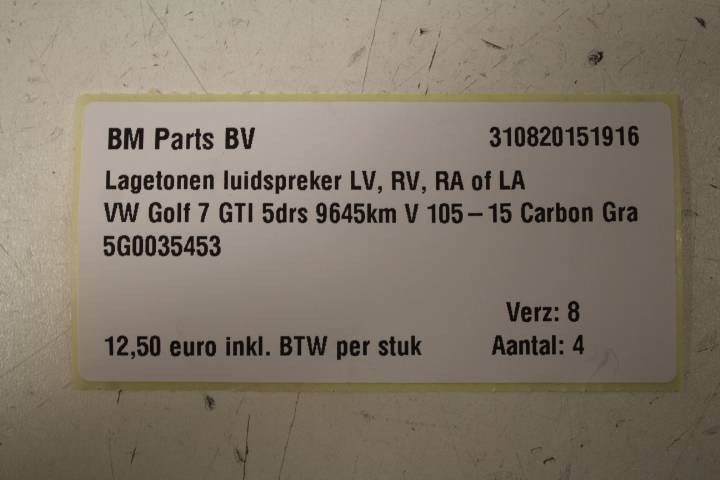 BM Parts BV 310820151916
Lagetonen luidspreker LV, RV, RA of LA
VW Golf 7 GTI 5drs 9645km V 105-15 Carbon Gra
5G0035453
Verz: 8
12,50 euro inkl. BTW per stuk Aantal: 4